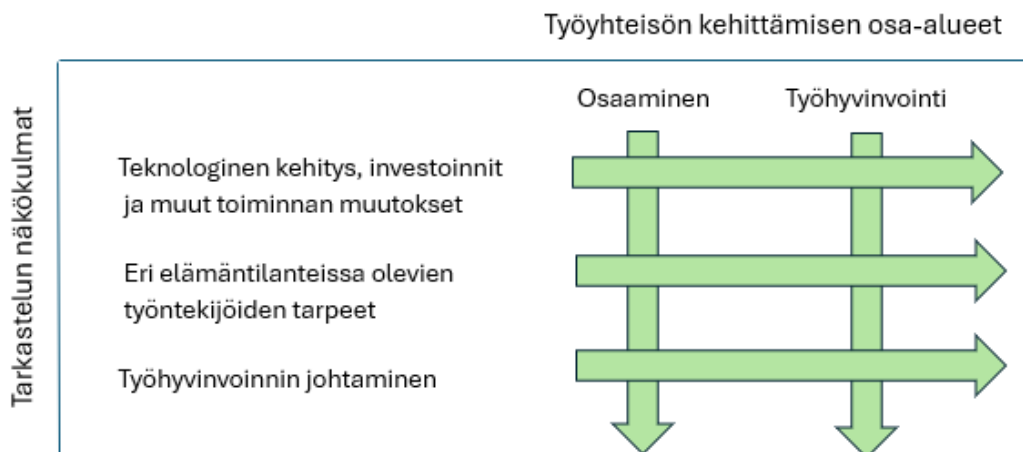 Työyhteisön kehittämisen osa-alueet
Tarkastelun näkökulmat
Osaaminen
Työhyvinvointi
Teknologinen kehitys, investoinnit
ja muut toiminnan muutokset
Eri elämäntilanteissa olevien
työntekijöiden tarpeet
Työhyvinvoinnin johtaminen